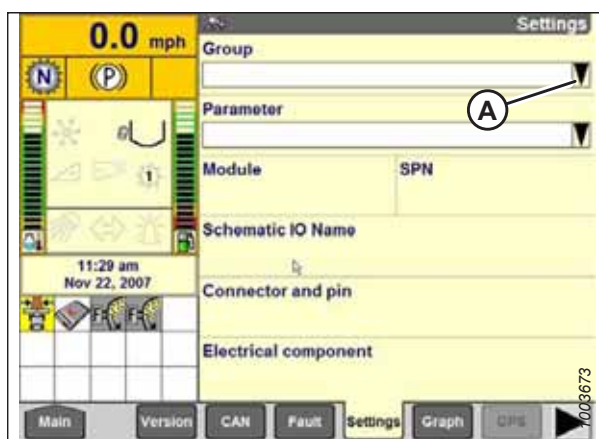 0.0 mph
Settings
Group
N
(P)
A
Parameter
1
Module
SPN
Schematic IO Name
11:29 am
Nov 22, 2007
Connector and pin
F
F
Electrical component
1003673
Main
Version
CAN
Fault
Settings
Graph
GPS